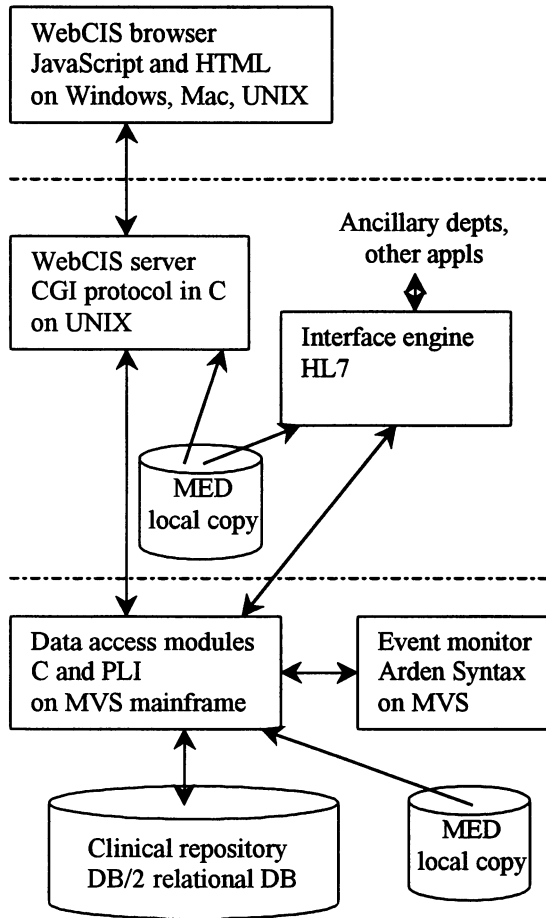 WebCIS browser
JavaScript and HTML
on Windows, Mac, UNIX
WebCIS server
CGI protocol in C
on UNIX
Ancillary depts,
other appls
Interface engine
HL7
MED
local copy
Data access modules
C and PLI
on MVS mainframe
Event monitor
Arden Syntax
on MVS
Clinical repository
DB/2 relational DB
MED
local copy